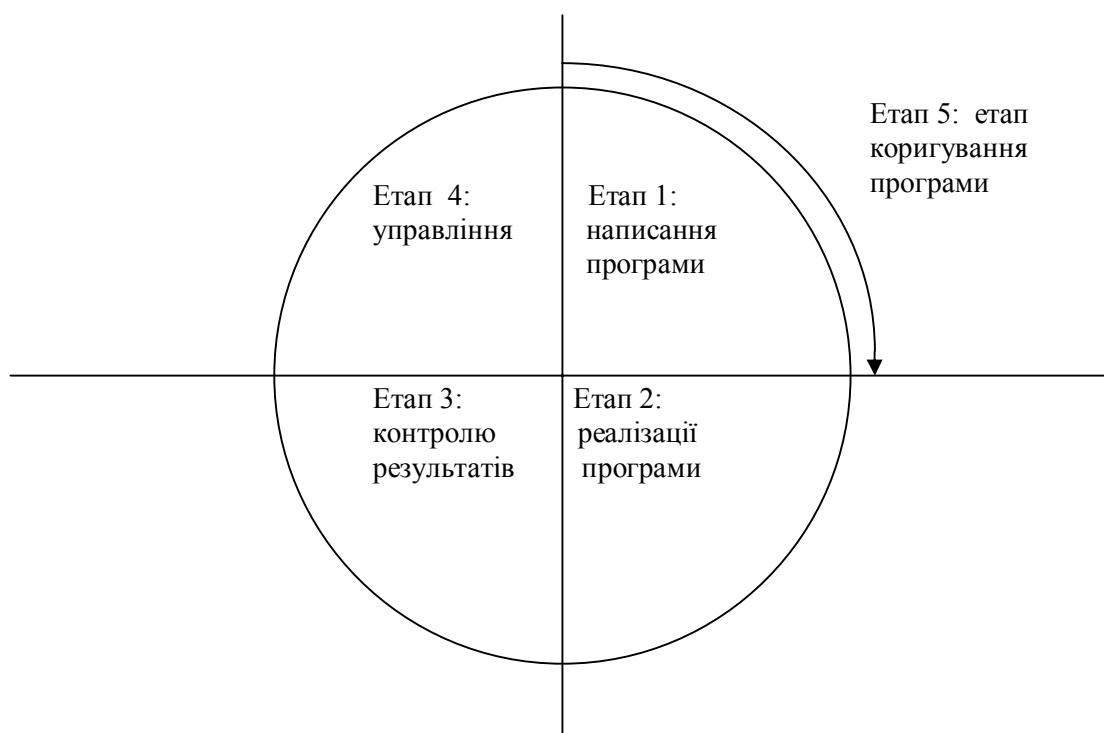 Етап 5: етап
коригування
програми
Етап 4:
управління
Етап 1:
написання
програми
Етап 3:
контролю
результатів
Етап 2:
реалізації
програми